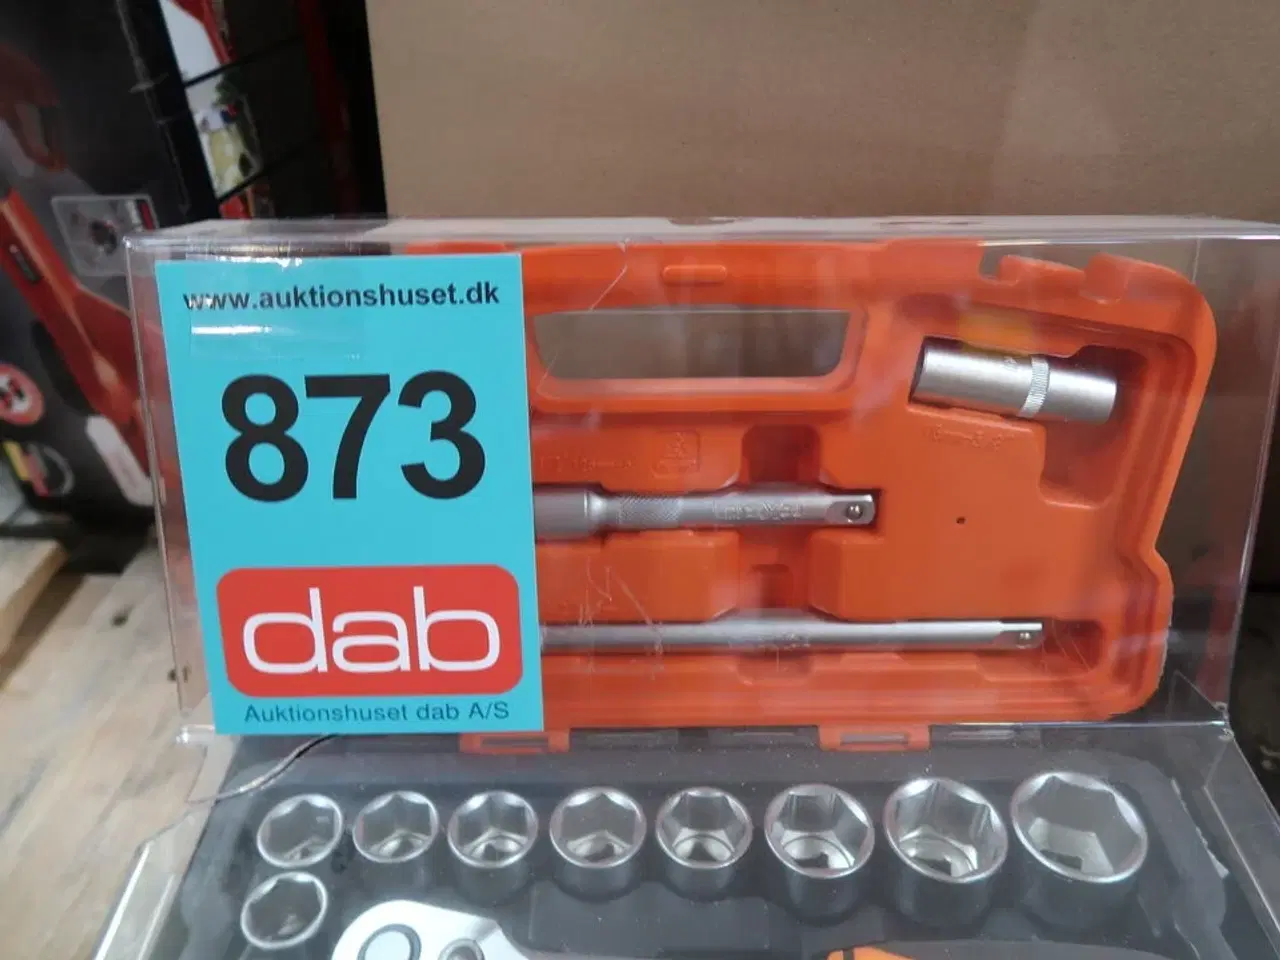 www.auktionshuset.dk
873
dab
Auktionshuset dab A/S